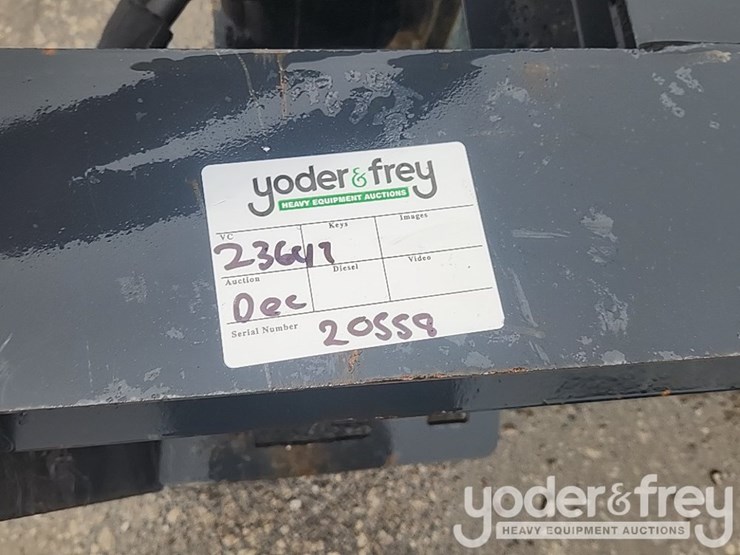 yoder&frey
HEAVY EQUIPMENT AUCTIONS
VC Keys Images
23647
Auction Diesel Video
Dec
Serial Number 20558
yoder&frey
HEAVY EQUIPMENT AUCTIONS